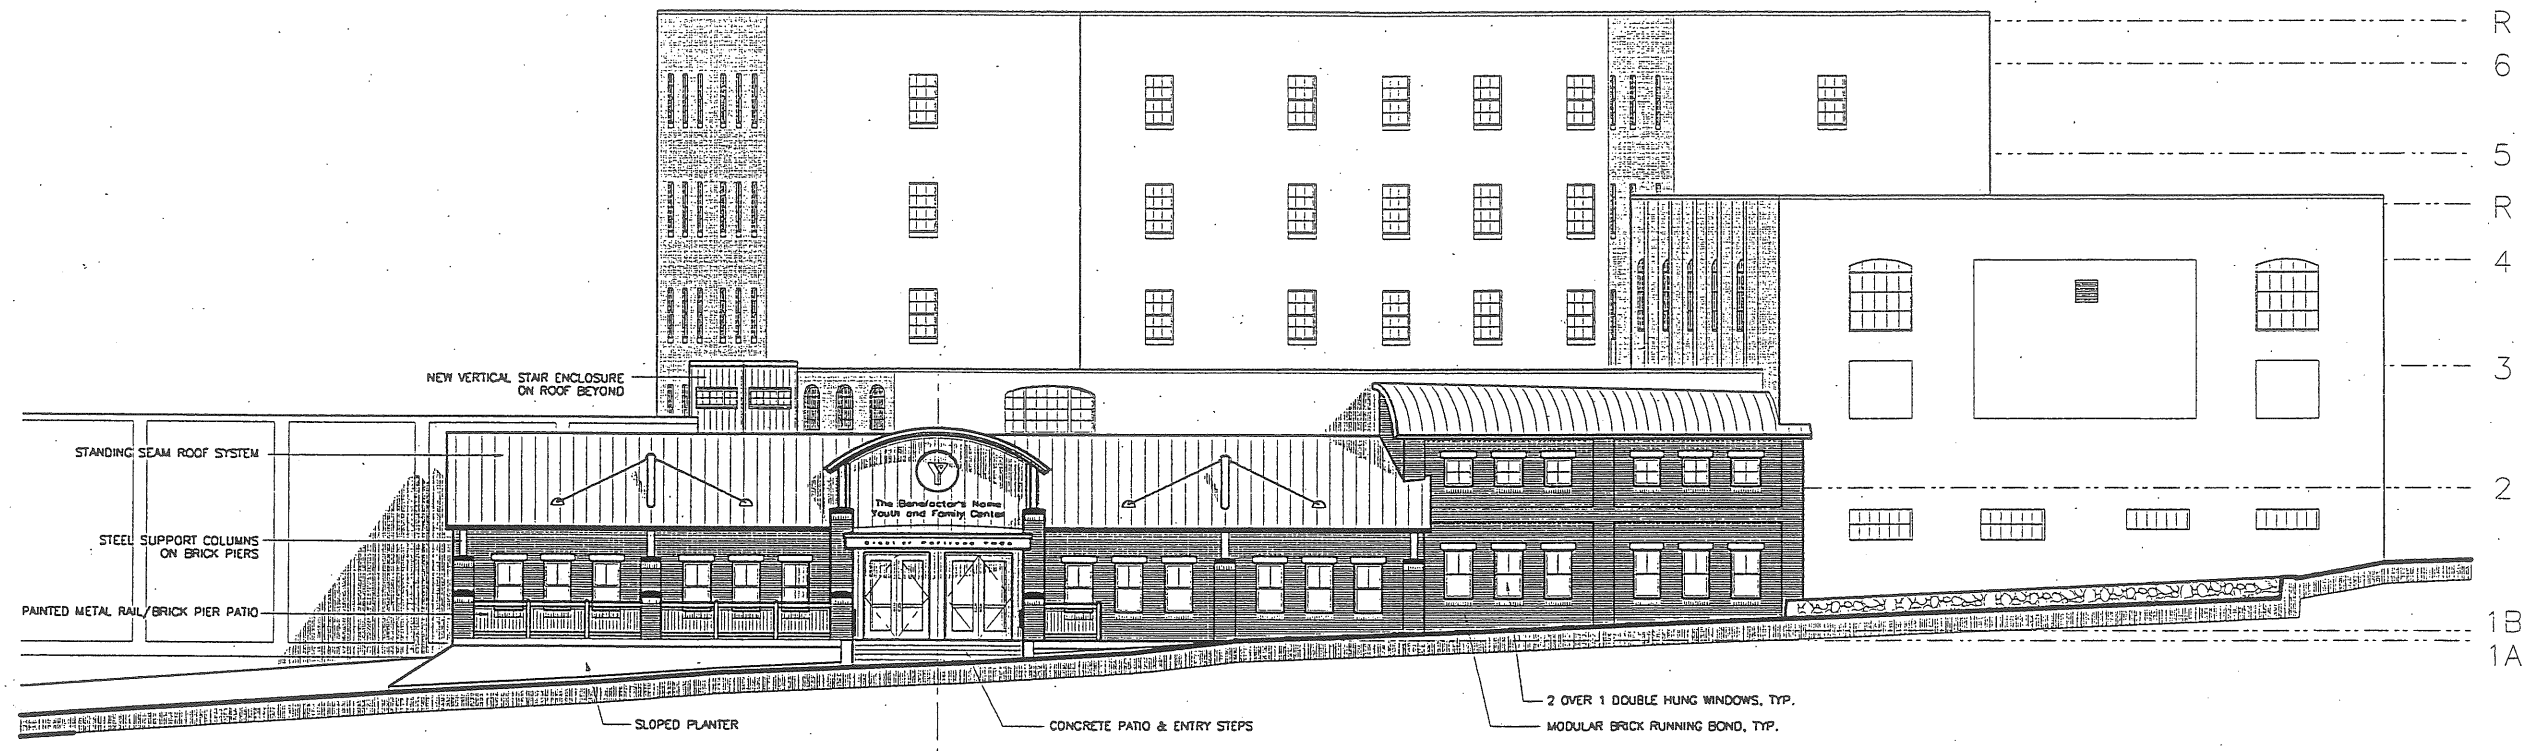 R
6
5
R
4
3
2
1B
1A
NEW VERTICAL STAIR ENCLOSURE
ON ROOF BEYOND
STANDING SEAM ROOF SYSTEM
STEEL SUPPORT COLUMNS
ON BRICK PIERS
PAINTED METAL RAIL/BRICK PIER PATIO
Y
The Benefactor's Name
Youth and Family Center
SLOPED PLANTER
CONCRETE PATIO & ENTRY STEPS
2 OVER 1 DOUBLE HUNG WINDOWS, TYP.
MODULAR BRICK RUNNING BOND, TYP.